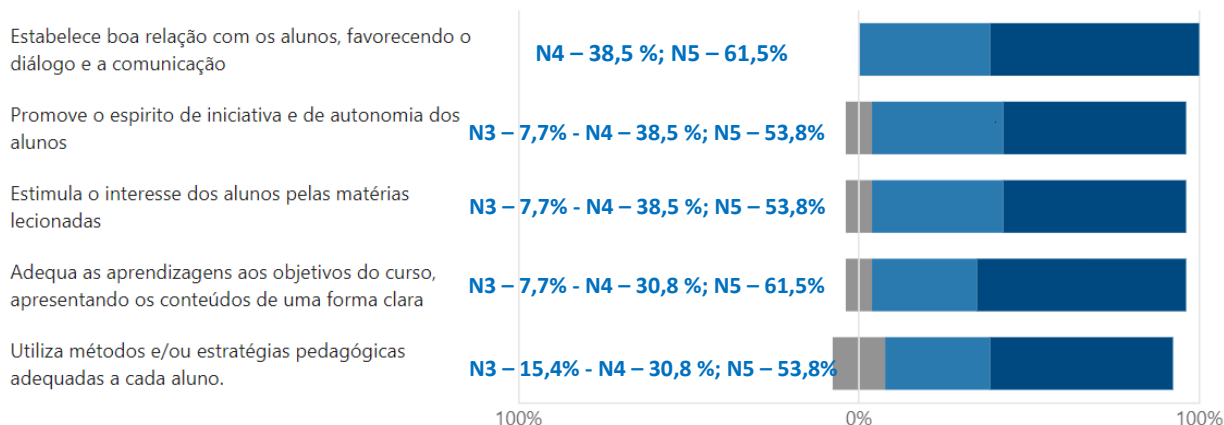 Estabelece boa relação com os alunos, favorecendo o
diálogo e a comunicação
N4 – 38,5 %; N5 – 61,5%
Promove o espirito de iniciativa e de autonomia dos
alunos
N3 – 7,7% - N4 – 38,5 %; N5 – 53,8%
Estimula o interesse dos alunos pelas matérias
lecionadas
N3 – 7,7% - N4 – 38,5 %; N5 – 53,8%
Adequa as aprendizagens aos objetivos do curso,
apresentando os conteúdos de uma forma clara
N3 – 7,7% - N4 – 30,8 %; N5 – 61,5%
Utiliza métodos e/ou estratégias pedagógicas
adequadas a cada aluno.
N3 – 15,4% - N4 – 30,8 %; N5 – 53,8%
100% 0% 100%